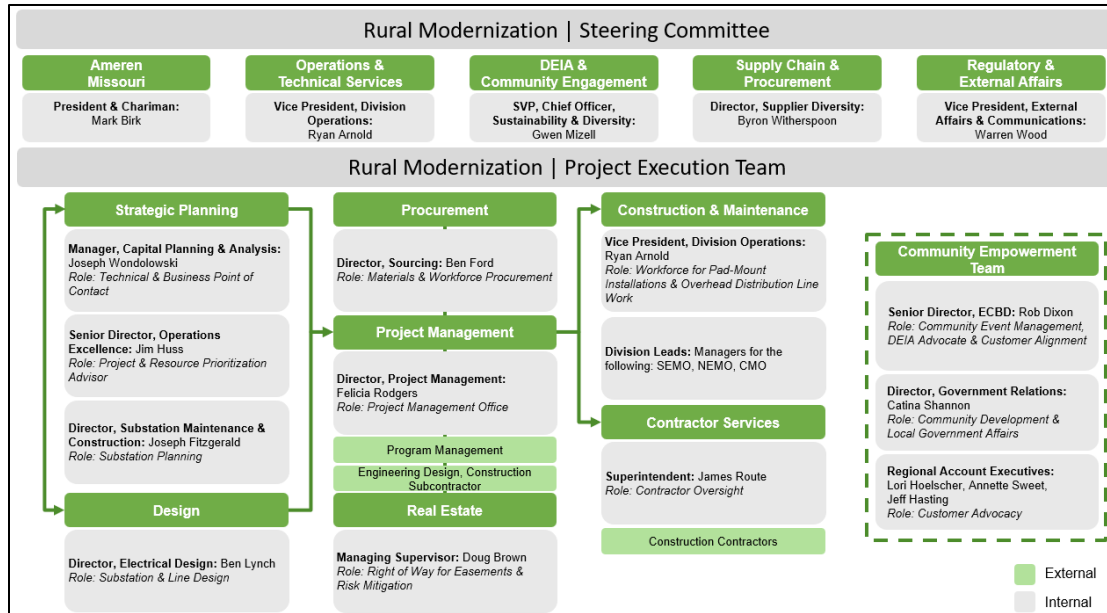 Rural Modernization | Steering Committee
Ameren
Missouri
President & Chariman:
Mark Birk
Operations &
Technical Services
Vice President, Division
Operations:
Ryan Arnold
DEIA &
Community Engagement
SVP, Chief Officer,
Sustainability & Diversity:
Gwen Mizell
Supply Chain &
Procurement
Director, Supplier Diversity:
Byron Witherspoon
Regulatory &
External Affairs
Vice President, External
Affairs & Communications:
Warren Wood
Rural Modernization | Project Execution Team
Strategic Planning
Manager, Capital Planning & Analysis:
Joseph Wondolowski
Role: Technical & Business Point of
Contact
Senior Director, Operations
Excellence: Jim Huss
Role: Project & Resource Prioritization
Advisor
Director, Substation Maintenance &
Construction: Joseph Fitzgerald
Role: Substation Planning
Design
Director, Electrical Design: Ben Lynch
Role: Substation & Line Design
Procurement
Director, Sourcing: Ben Ford
Role: Materials & Workforce Procurement
Project Management
Director, Project Management:
Felicia Rodgers
Role: Project Management Office
Program Management
Engineering Design, Construction
Subcontractor
Real Estate
Managing Supervisor: Doug Brown
Role: Right of Way for Easements &
Risk Mitigation
Construction & Maintenance
Vice President, Division Operations:
Ryan Arnold
Role: Workforce for Pad-Mount
Installations & Overhead Distribution Line
Work
Division Leads: Managers for the
following: SEMO, NEMO, CMO
Contractor Services
Superintendent: James Route
Role: Contractor Oversight
Construction Contractors
Community Empowerment
Team
Senior Director, ECBD: Rob Dixon
Role: Community Event Management,
DEIA Advocate & Customer Alignment
Director, Government Relations:
Catina Shannon
Role: Community Development &
Local Government Affairs
Regional Account Executives:
Lori Hoelscher, Annette Sweet,
Jeff Hasting
Role: Customer Advocacy
External
Internal